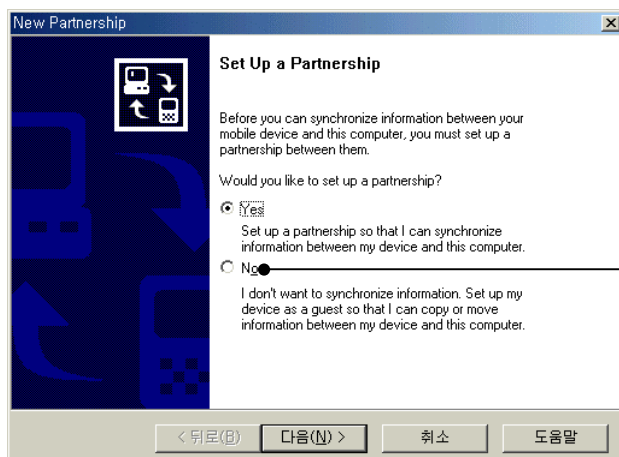 New Partnership
Set Up a Partnership
Before you can synchronize information between your
mobile device and this computer, you must set up a
partnership between them.
Would you like to set up a partnership?
Yes
Set up a partnership so that I can synchronize
information between my device and this computer.
No
I don't want to synchronize information. Set up my
device as a guest so that I can copy or move
information between my device and this computer.
< 뒤로(B) 다음(N) > 취소 도움말